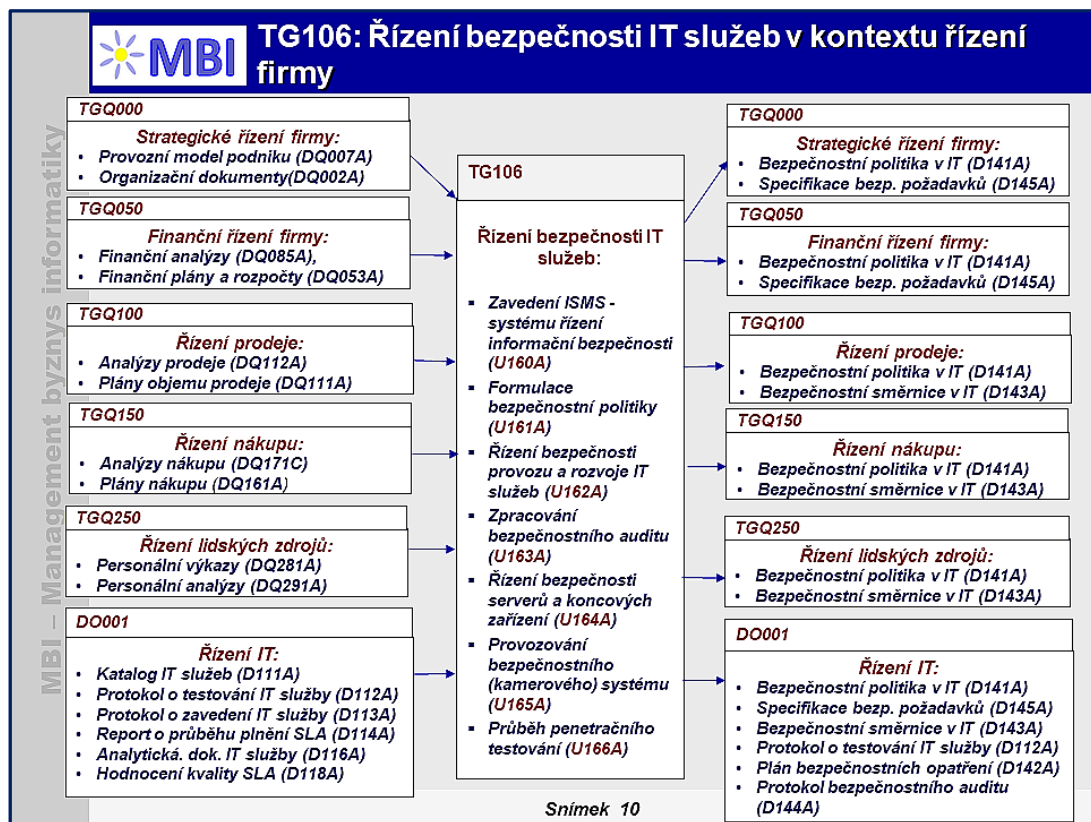 MBI
TG106: Řízení bezpečnosti IT služeb v kontextu řízení
firmy
MBI – Management byznys informatiky
TGQ000
Strategické řízení firmy:
• Provozní model podniku (DQ007A)
• Organizační dokumenty(DQ002A)
TGQ050
Finanční řízení firmy:
• Finanční analýzy (DQ085A),
• Finanční plány a rozpočty (DQ053A)
TGQ100
Řízení prodeje:
• Analýzy prodeje (DQ112A)
• Plány objemu prodeje (DQ111A)
TGQ150
Řízení nákupu:
• Analýzy nákupu (DQ171C)
• Plány nákupu (DQ161A)
TGQ250
Řízení lidských zdrojů:
• Personální výkazy (DQ281A)
• Personální analýzy (DQ291A)
DO001
Řízení IT:
• Katalog IT služeb (D111A)
• Protokol o testování IT služby (D112A)
• Protokol o zavedení IT služby (D113A)
• Report o průběhu plnění SLA (D114A)
• Analytická. dok. IT služby (D116A)
• Hodnocení kvality SLA (D118A)
TG106
Řízení bezpečnosti IT
služeb:
▪ Zavedení ISMS -
systému řízení
informační bezpečnosti
(U160A)
▪ Formulace
bezpečnostní politiky
(U161A)
▪ Řízení bezpečnosti
provozu a rozvoje IT
služeb (U162A)
▪ Zpracování
bezpečnostního auditu
(U163A)
▪ Řízení bezpečnosti
serverů a koncových
zařízení (U164A)
▪ Provozování
bezpečnostního
(kamerového) systému
(U165A)
▪ Průběh penetračního
testování (U166A)
TGQ000
Strategické řízení firmy:
• Bezpečnostní politika v IT (D141A)
• Specifikace bezp. požadavků (D145A)
TGQ050
Finanční řízení firmy:
• Bezpečnostní politika v IT (D141A)
• Specifikace bezp. požadavků (D145A)
TGQ100
Řízení prodeje:
• Bezpečnostní politika v IT (D141A)
• Bezpečnostní směrnice v IT (D143A)
TGQ150
Řízení nákupu:
• Bezpečnostní politika v IT (D141A)
• Bezpečnostní směrnice v IT (D143A)
TGQ250
Řízení lidských zdrojů:
• Bezpečnostní politika v IT (D141A)
• Bezpečnostní směrnice v IT (D143A)
DO001
Řízení IT:
• Bezpečnostní politika v IT (D141A)
• Specifikace bezp. požadavků (D145A)
• Bezpečnostní směrnice v IT (D143A)
• Protokol o testování IT služby (D112A)
• Plán bezpečnostních opatření (D142A)
• Protokol bezpečnostního auditu
(D144A)
Snímek 10